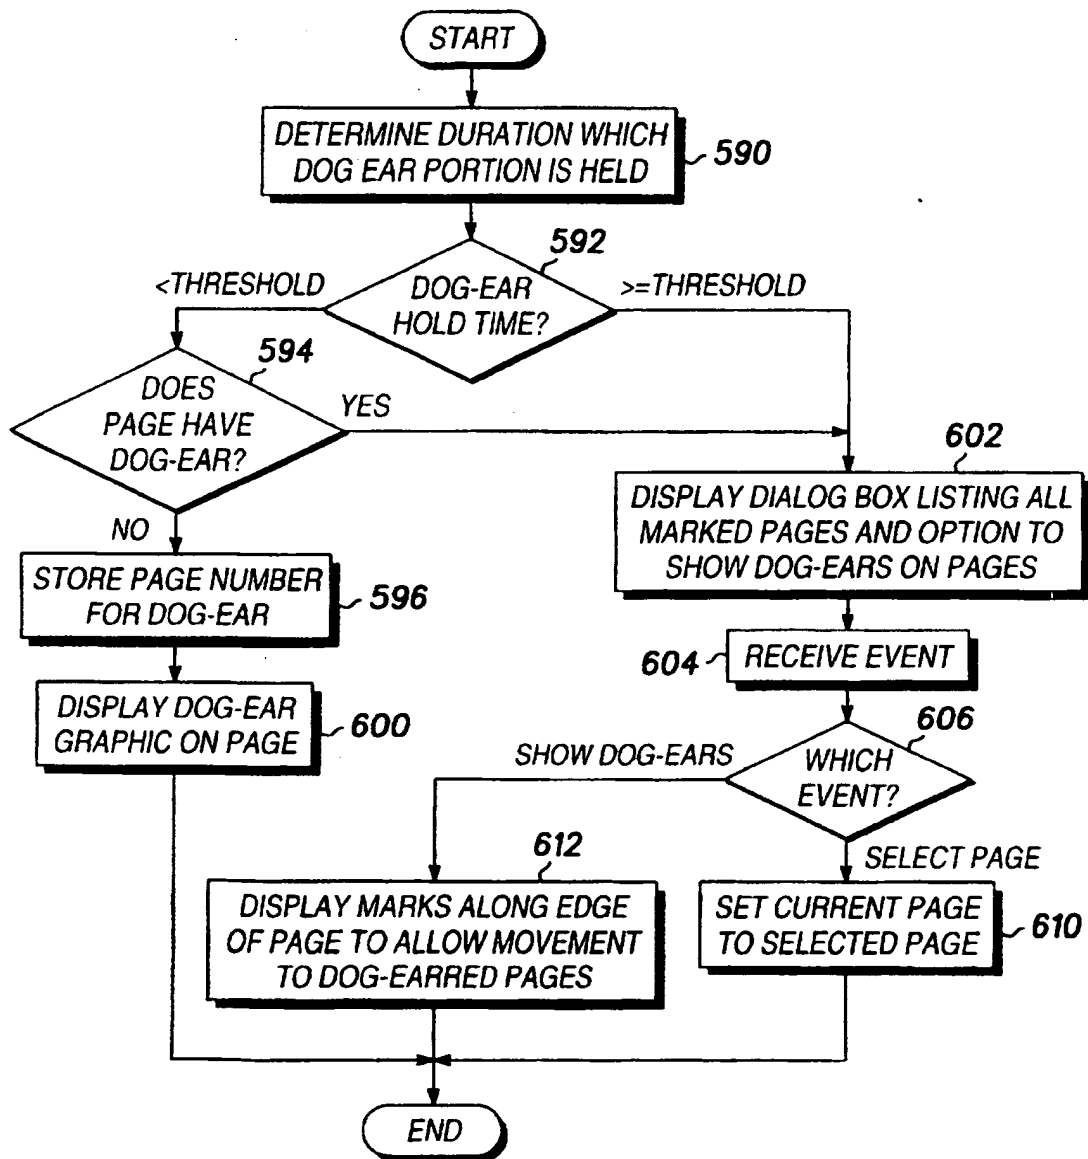 START
DETERMINE DURATION WHICH
DOG EAR PORTION IS HELD
590
592
<THRESHOLD
DOG-EAR
HOLD TIME?
>=THRESHOLD
594
DOES
PAGE HAVE
DOG-EAR?
YES
NO
STORE PAGE NUMBER
FOR DOG-EAR
596
DISPLAY DOG-EAR
GRAPHIC ON PAGE
600
602
DISPLAY DIALOG BOX LISTING ALL
MARKED PAGES AND OPTION TO
SHOW DOG-EARS ON PAGES
604
RECEIVE EVENT
606
SHOW DOG-EARS
WHICH
EVENT?
SELECT PAGE
612
DISPLAY MARKS ALONG EDGE
OF PAGE TO ALLOW MOVEMENT
TO DOG-EARRED PAGES
SET CURRENT PAGE
TO SELECTED PAGE
610
END